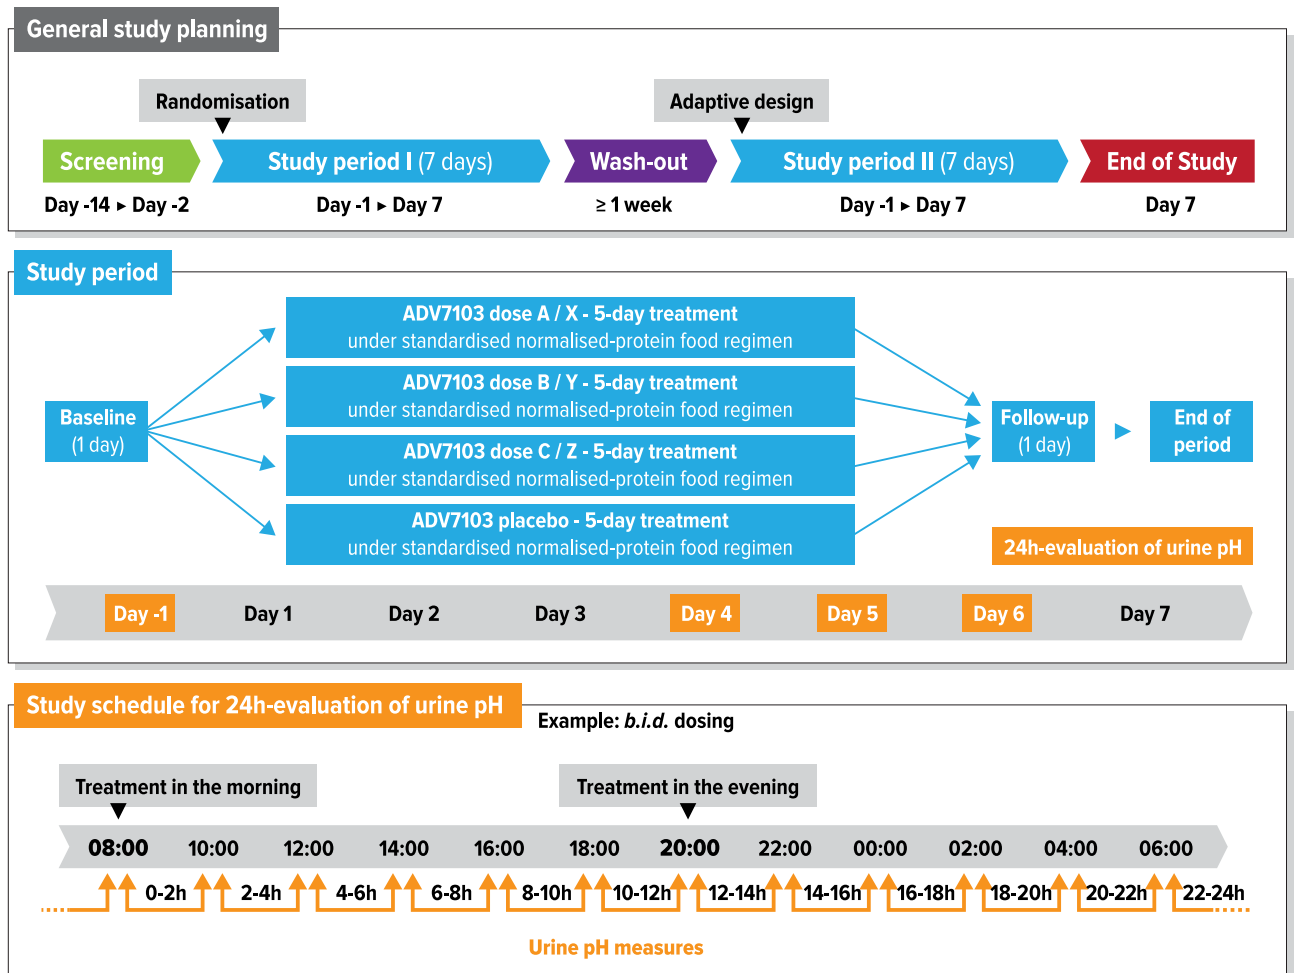 General study planning
Randomisation
Adaptive design
Screening
Study period I (7 days)
Wash-out
Study period II (7 days)
End of Study
Day -14 ▸ Day -2
Day -1 ▸ Day 7
≥ 1 week
Day -1 ▸ Day 7
Day 7
Study period
ADV7103 dose A / X - 5-day treatment
under standardised normalised-protein food regimen
ADV7103 dose B / Y - 5-day treatment
under standardised normalised-protein food regimen
Baseline
(1 day)
Follow-up
(1 day)
End of
period
ADV7103 dose C / Z - 5-day treatment
under standardised normalised-protein food regimen
ADV7103 placebo - 5-day treatment
under standardised normalised-protein food regimen
24h-evaluation of urine pH
Day -1
Day 1
Day 2
Day 3
Day 4
Day 5
Day 6
Day 7
Study schedule for 24h-evaluation of urine pH
Example: b.i.d. dosing
Treatment in the morning
Treatment in the evening
08:00
10:00
12:00
14:00
16:00
18:00
20:00
22:00
00:00
02:00
04:00
06:00
0-2h
2-4h
4-6h
6-8h
8-10h
10-12h
12-14h
14-16h
16-18h
18-20h
20-22h
22-24h
Urine pH measures